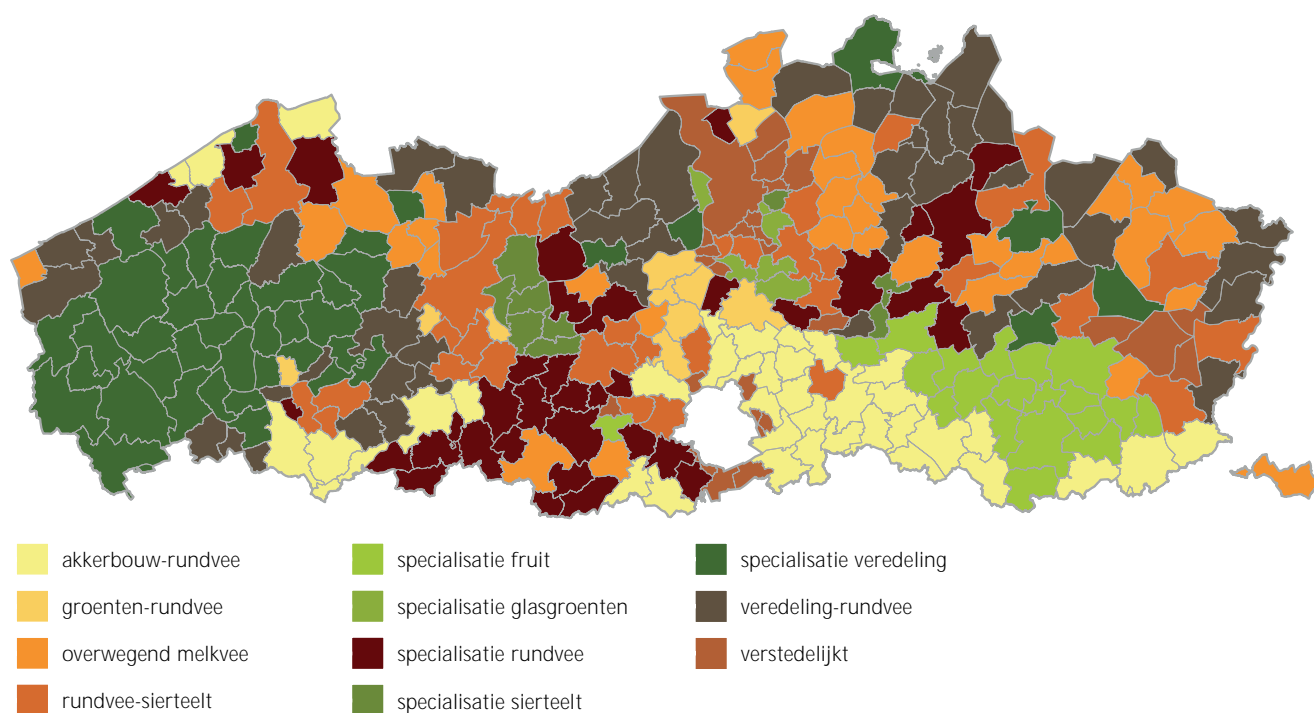 akkerbouw-rundvee
groenten-rundvee
overwegend melkvee
rundvee-sierteelt
specialisatie fruit
specialisatie glasgroenten
specialisatie rundvee
specialisatie sierteelt
specialisatie veredeling
veredeling-rundvee
verstedelijkt